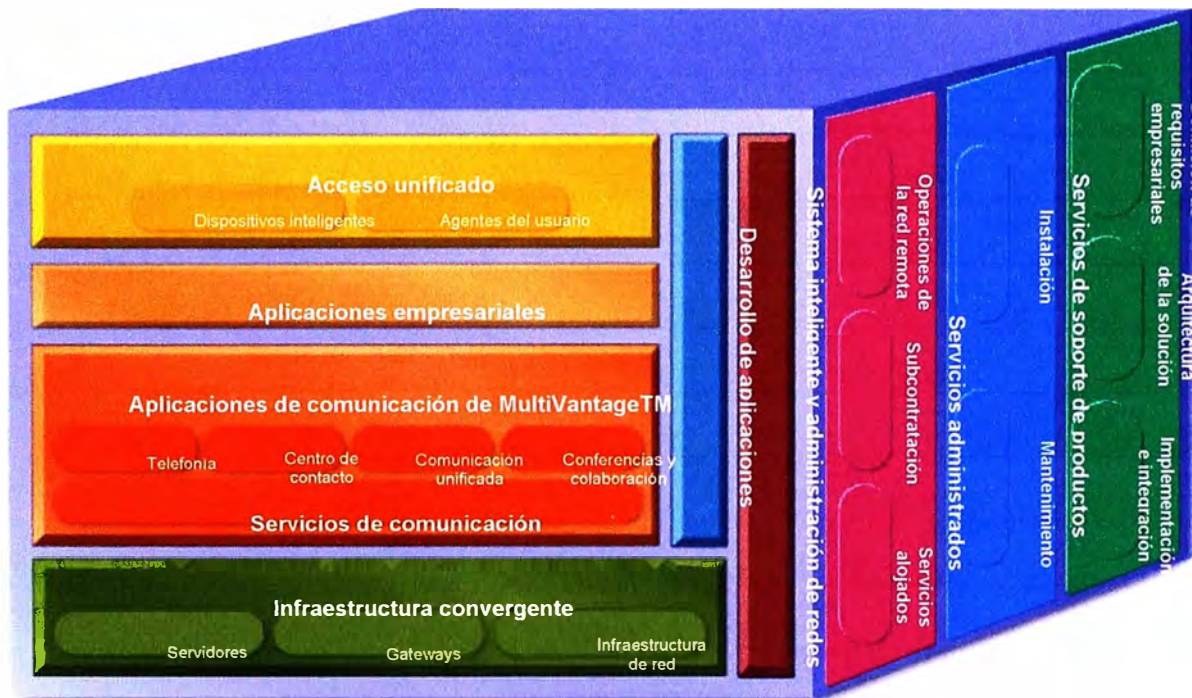 Acceso unificado
Dispositivos inteligentes
Agentes del usuario
Aplicaciones empresariales
Aplicaciones de comunicación de MultiVantageTM
Telefonía
Centro de
contacto
Comunicación
unificada
Conferencias y
colaboración
Servicios de comunicación
Infraestructura convergente
Servidores
Gateways
Infraestructura
de red
Desarrollo de aplicaciones
Sistema inteligente y administración de redes
Operaciones de
la red remota
Subcontratación
Servicios
alojados
Servicios administrados
Instalación
Mantenimiento
Servicios de soporte de productos
requisitos
empresariales
Arquitectura
de la solución
Implementación
e integración